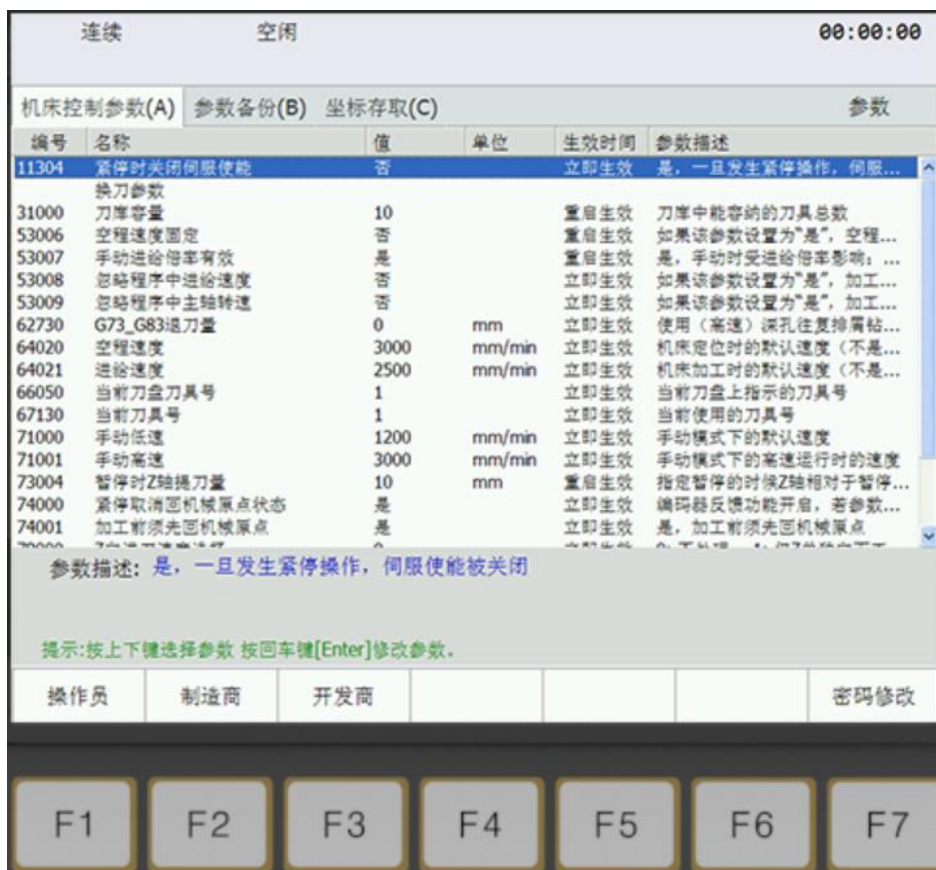 连续 空闲 00:00:00
机床控制参数(A) 参数备份(B) 坐标存取(C) 参数
编号 名称 值 单位 生效时间 参数描述
11304 紧停时关闭伺服使能 否 立即生效 是，一旦发生紧停操作，伺服...
换刀参数
31000 刀库容量 10 重启生效 刀库中能容纳的刀具总数
53006 空程速度固定 否 重启生效 如果该参数设置为“是”，空程...
53007 手动进给倍率有效 是 重启生效 是，手动时受进给倍率影响；...
53008 忽略程序中进给速度 否 立即生效 如果该参数设置为“是”，加工...
53009 忽略程序中主轴转速 否 立即生效 如果该参数设置为“是”，加工...
62730 G73_G83退刀量 0 mm 立即生效 使用（高速）深孔往复排屑钻...
64020 空程速度 3000 mm/min 立即生效 机床定位时的默认速度（不是...
64021 进给速度 2500 mm/min 立即生效 机床加工时的默认速度（不是...
66050 当前刀盘刀具号 1 立即生效 当前刀盘上指示的刀具号
67130 当前刀具号 1 立即生效 当前使用的刀具号
71000 手动低速 1200 mm/min 立即生效 手动模式下的默认速度
71001 手动高速 3000 mm/min 立即生效 手动模式下的高速运行时的速度
73004 暂停时Z轴提刀量 10 mm 重启生效 指定暂停的时候Z轴相对于暂停...
74000 紧停取消回机械原点状态 是 立即生效 编码器反馈功能开启，若参数...
74001 加工前须先回机械原点 是 立即生效 是，加工前须先回机械原点
参数描述: 是，一旦发生紧停操作，伺服使能被关闭
提示:按上下键选择参数 按回车键[Enter]修改参数。
操作员 制造商 开发商 密码修改
F1 F2 F3 F4 F5 F6 F7